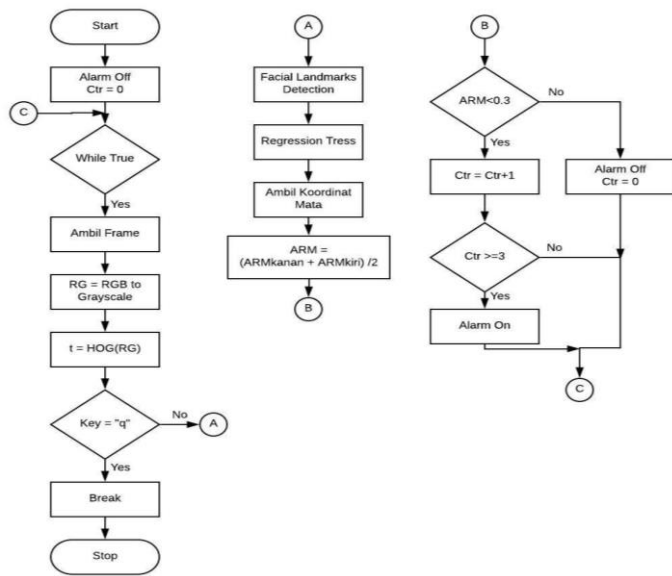 Start
Alarm Off
Ctr = 0
C
While True
Yes
Ambil Frame
RG = RGB to
Grayscale
t = HOG(RG)
Key = "q"
No
A
Yes
Break
Stop
A
Facial Landmarks
Detection
Regression Tress
Ambil Koordinat
Mata
ARM =
(ARMkanan + ARMkiri) /2
B
B
ARM<0.3
No
Yes
Ctr = Ctr+1
Alarm Off
Ctr = 0
Ctr >=3
No
Yes
Alarm On
C